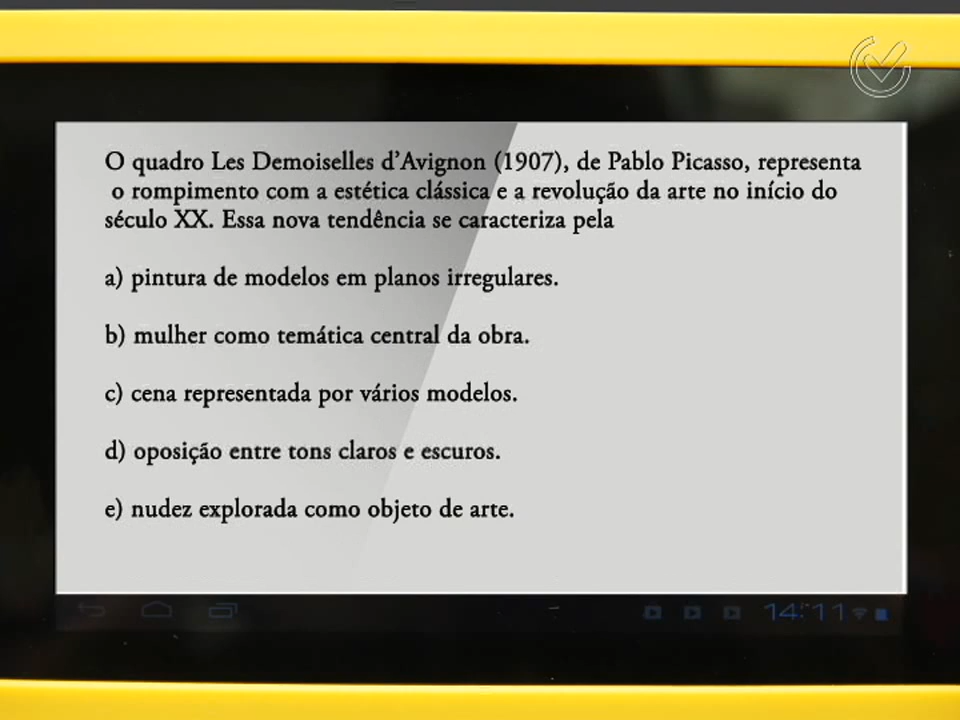 O quadro Les Demoiselles d'Avignon (1907), de Pablo Picasso, representa
o rompimento com a estética clássica e a revolução da arte no início do
século XX. Essa nova tendência se caracteriza pela
a) pintura de modelos em planos irregulares.
b) mulher como temática central da obra.
c) cena representada por vários modelos.
d) oposição entre tons claros e escuros.
e) nudez explorada como objeto de arte.
14:11